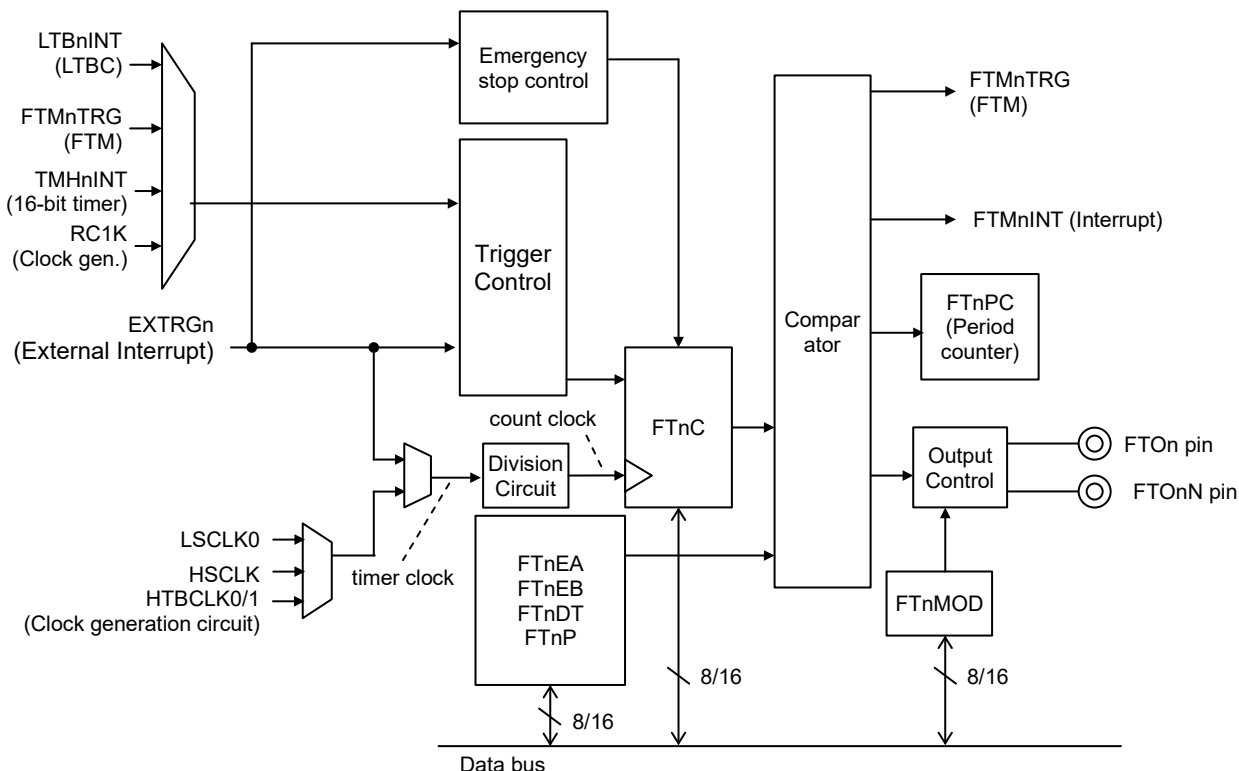 LTBnINT
(LTBC)
FTMnTRG
(FTM)
TMHnINT
(16-bit timer)
RC1K
(Clock gen.)
EXTRGn
(External Interrupt)
Emergency
stop control
Trigger
Control
count clock
FTnC
Division
Circuit
timer clock
LSCLK0
HSCLK
HTBCLK0/1
(Clock generation circuit)
FTnEA
FTnEB
FTnDT
FTnP
Compar
ator
FTMnTRG
(FTM)
FTMnINT (Interrupt)
FTnPC
(Period
counter)
Output
Control
FTOn pin
FTOnN pin
FTnMOD
8/16
8/16
8/16
Data bus